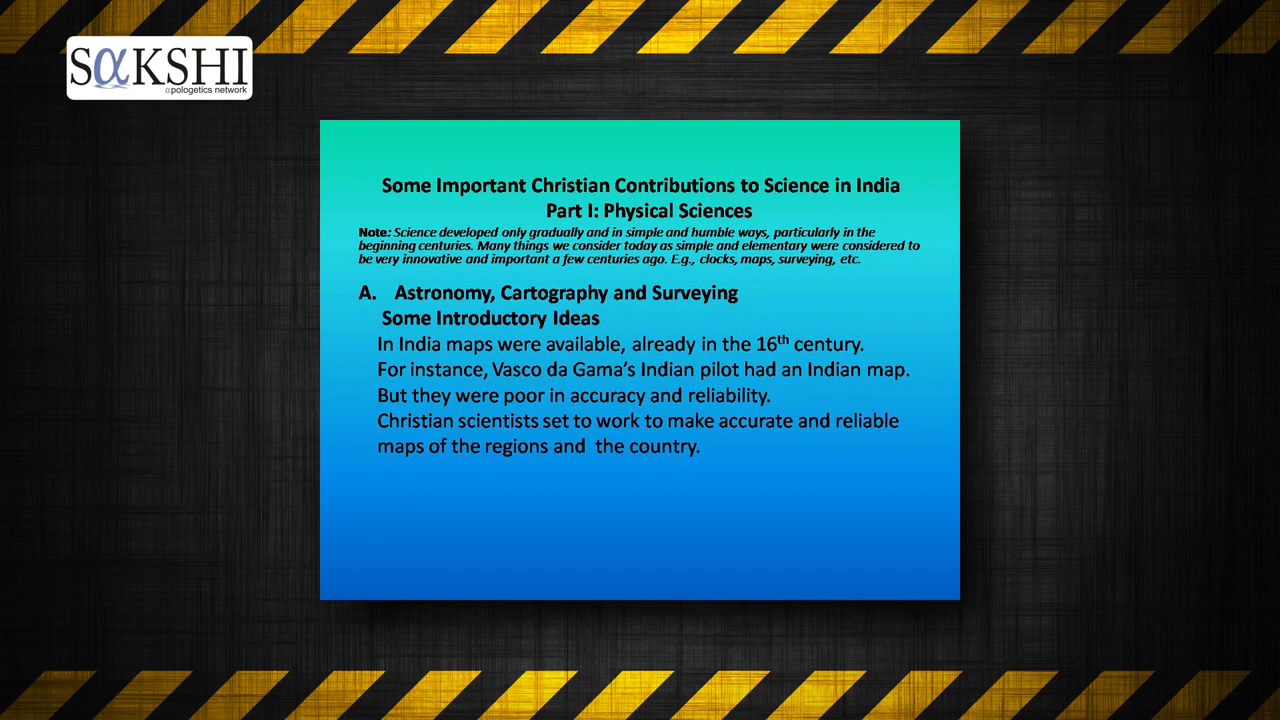 SαKSHI
αpologetics network
Some Important Christian Contributions to Science in India
Part I: Physical Sciences
Note: Science developed only gradually and in simple and humble ways, particularly in the
beginning centuries. Many things we consider today as simple and elementary were considered to
be very innovative and important a few centuries ago. E.g., clocks, maps, surveying, etc.
A. Astronomy, Cartography and Surveying
Some Introductory Ideas
In India maps were available, already in the 16th century.
For instance, Vasco da Gama's Indian pilot had an Indian map.
But they were poor in accuracy and reliability.
Christian scientists set to work to make accurate and reliable
maps of the regions and the country.